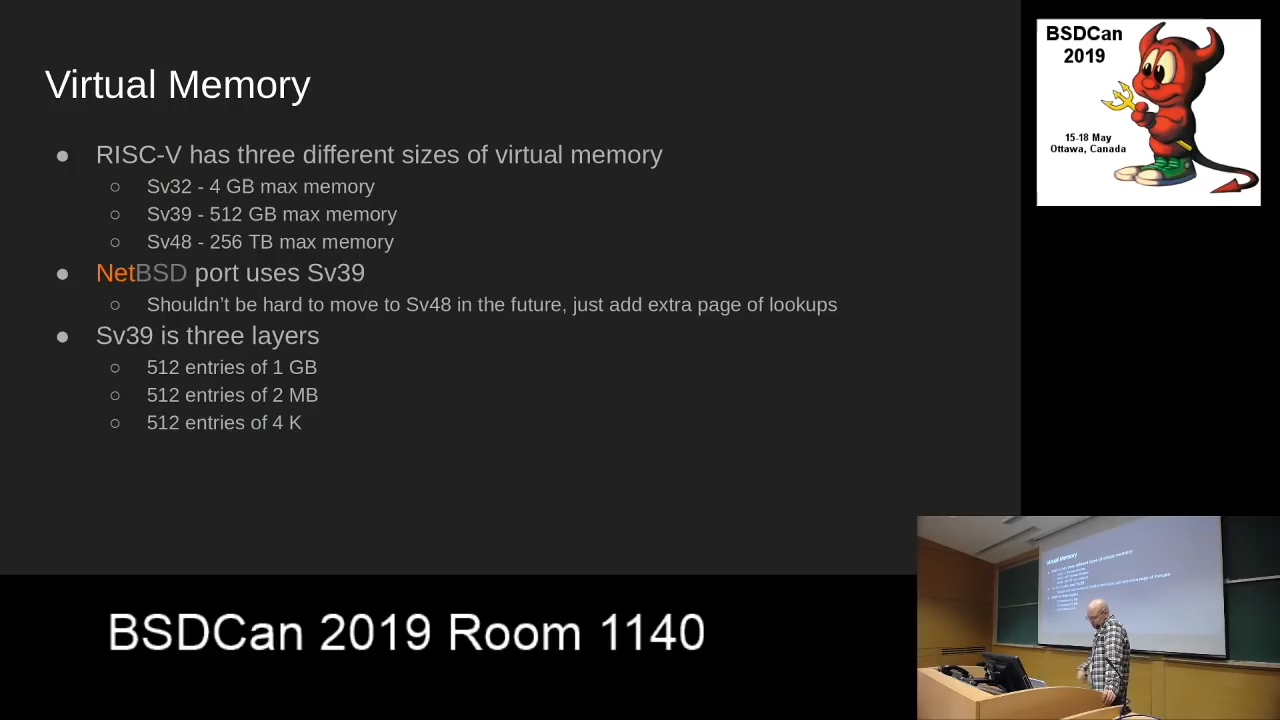 Virtual Memory
● RISC-V has three different sizes of virtual memory
○ Sv32 - 4 GB max memory
○ Sv39 - 512 GB max memory
○ Sv48 - 256 TB max memory
● NetBSD port uses Sv39
○ Shouldn’t be hard to move to Sv48 in the future, just add extra page of lookups
● Sv39 is three layers
○ 512 entries of 1 GB
○ 512 entries of 2 MB
○ 512 entries of 4 K
BSDCan
2019
15-18 May
Ottawa, Canada
Virtual Memory
BSDCan 2019 Room 1140